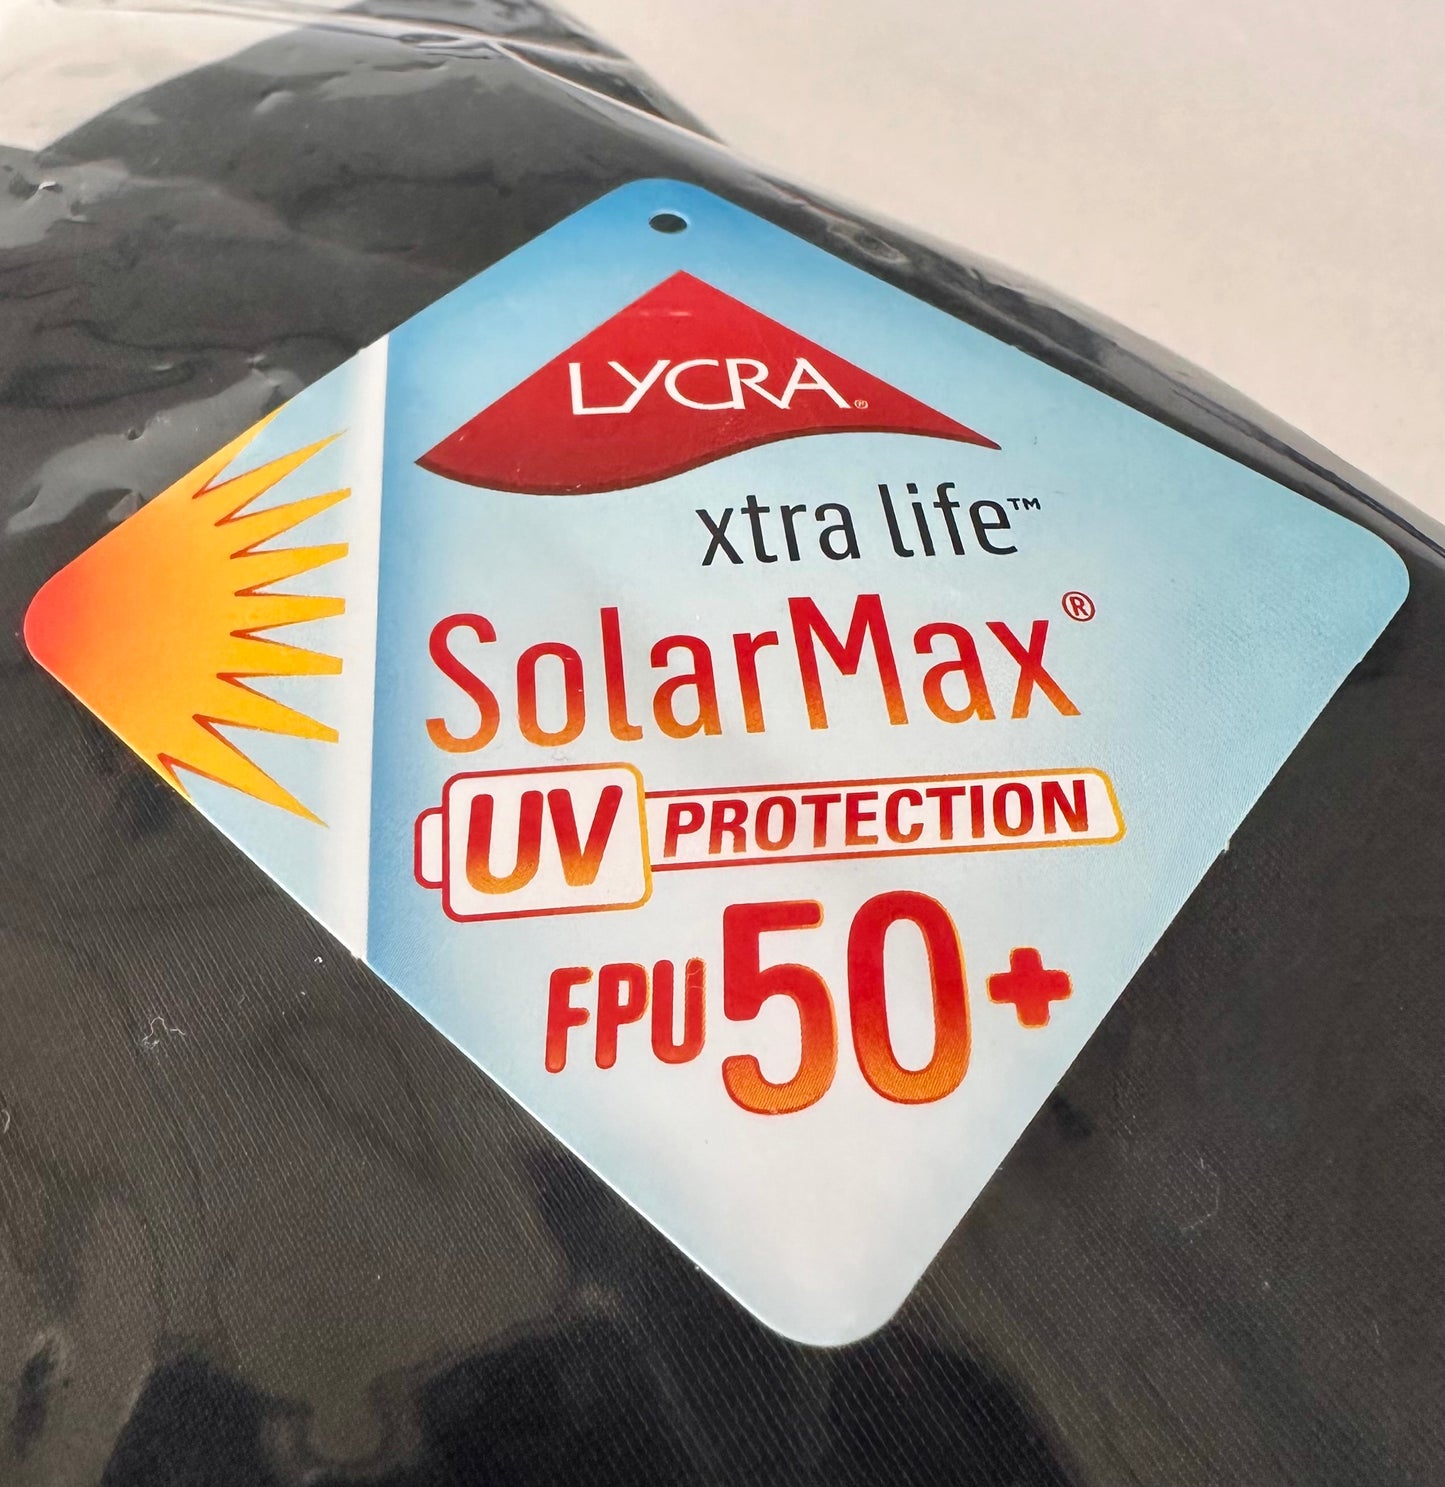 LYCRA®
xtra life™
SolarMax®
UV PROTECTION
FPU 50+